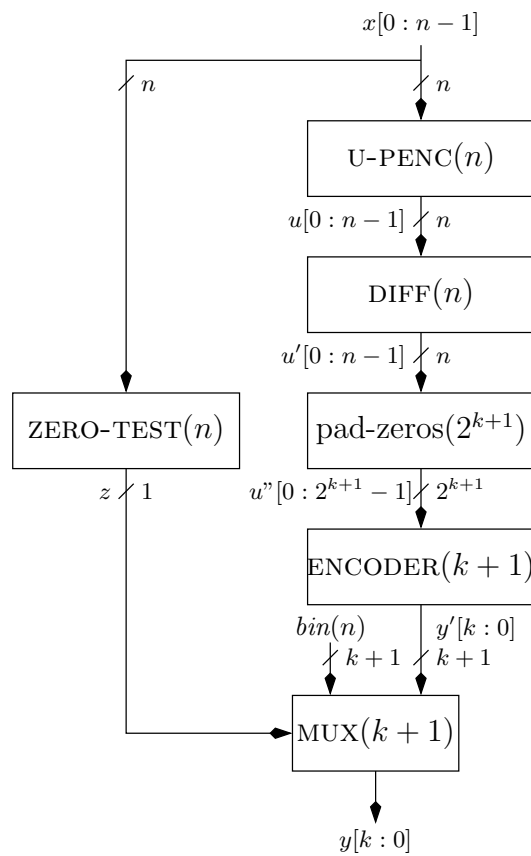 x[0 : n − 1]
n n
U-PENC(n)
u[0 : n − 1] n
DIFF(n)
u'[0 : n − 1] n
ZERO-TEST(n) pad-zeros(2^{k+1})
z 1 u”[0 : 2^{k+1} − 1] 2^{k+1}
ENCODER(k + 1)
bin(n) y'[k : 0]
k + 1 k + 1
MUX(k + 1)
y[k : 0]